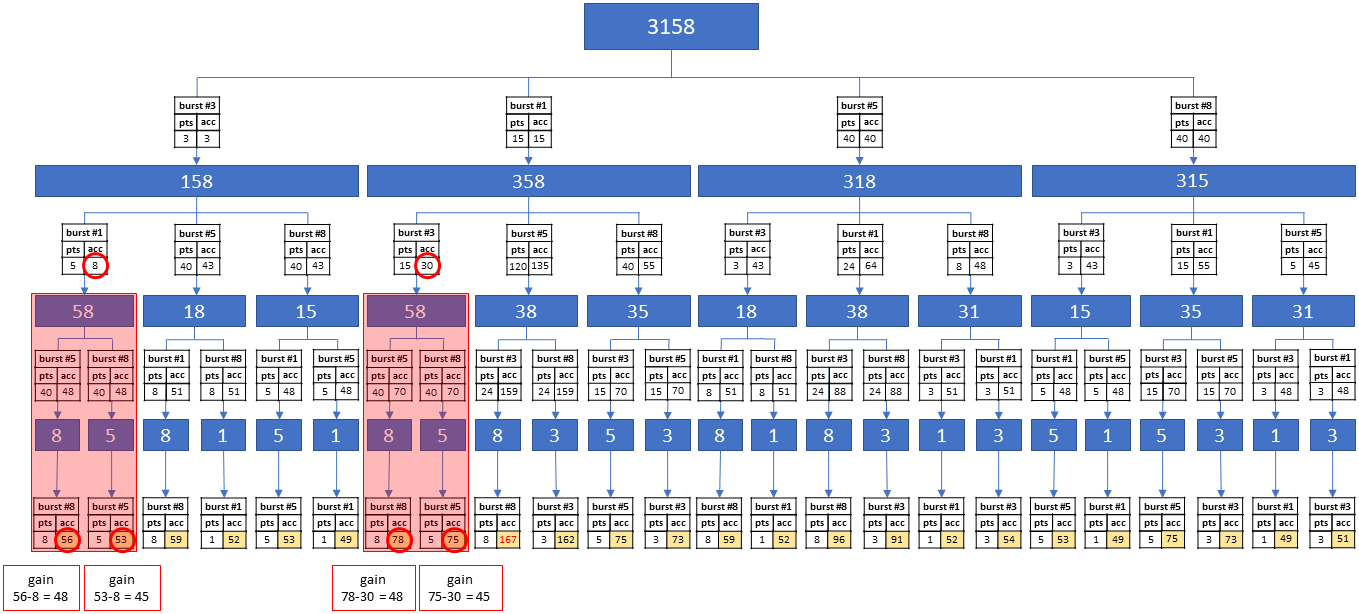 3158
burst #3 burst #1 burst #5 burst #8
pts acc pts acc pts acc pts acc
3 3 15 15 40 40 40 40
158 358 318 315
burst #1 burst #5 burst #8 burst #3 burst #5 burst #8 burst #3 burst #1 burst #8 burst #3 burst #1 burst #5
pts acc pts acc pts acc pts acc pts acc pts acc pts acc pts acc pts acc pts acc pts acc pts acc
5 8 40 43 40 43 15 30 120 135 40 55 3 43 24 64 8 48 3 43 15 55 5 45
58 18 15 58 38 35 18 38 31 15 35 31
burst #5 burst #8 burst #1 burst #8 burst #1 burst #5 burst #5 burst #8 burst #3 burst #8 burst #3 burst #5 burst #1 burst #8 burst #3 burst #8 burst #3 burst #1 burst #1 burst #5 burst #3 burst #5 burst #3 burst #1
pts acc pts acc pts acc pts acc pts acc pts acc pts acc pts acc pts acc pts acc pts acc pts acc pts acc pts acc pts acc pts acc pts acc pts acc pts acc pts acc pts acc pts acc pts acc pts acc
40 48 40 48 8 51 8 51 5 48 5 48 40 70 40 70 24 159 24 159 15 70 15 70 8 51 8 51 24 88 24 88 3 51 3 51 5 48 5 48 15 70 15 70 3 48 3 48
8 5 8 1 5 1 8 5 8 3 5 3 8 1 8 3 1 3 5 1 5 3 1 3
burst #8 burst #5 burst #8 burst #1 burst #5 burst #1 burst #8 burst #5 burst #8 burst #3 burst #5 burst #3 burst #8 burst #1 burst #8 burst #3 burst #1 burst #3 burst #5 burst #1 burst #5 burst #3 burst #1 burst #3
pts acc pts acc pts acc pts acc pts acc pts acc pts acc pts acc pts acc pts acc pts acc pts acc pts acc pts acc pts acc pts acc pts acc pts acc pts acc pts acc pts acc pts acc pts acc pts acc
8 56 5 53 8 59 1 52 5 53 1 49 8 78 5 75 8 167 3 162 5 75 3 73 8 59 1 52 8 96 3 91 1 52 3 54 5 53 1 49 5 75 3 73 1 49 3 51
gain gain gain gain
56-8 = 48 53-8 = 45 78-30 = 48 75-30 = 45